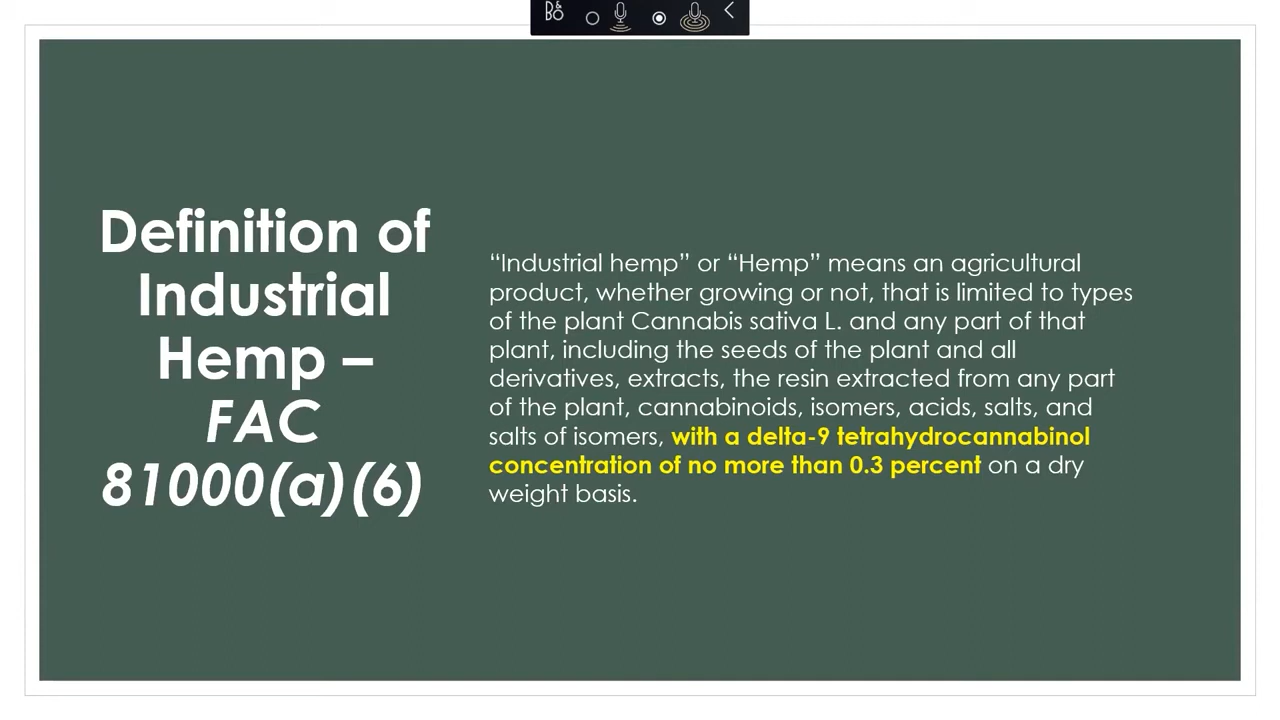 B&O
Definition of
Industrial
Hemp –
FAC
81000(a)(6)
“Industrial hemp” or “Hemp” means an agricultural
product, whether growing or not, that is limited to types
of the plant Cannabis sativa L. and any part of that
plant, including the seeds of the plant and all
derivatives, extracts, the resin extracted from any part
of the plant, cannabinoids, isomers, acids, salts, and
salts of isomers, with a delta-9 tetrahydrocannabinol
concentration of no more than 0.3 percent on a dry
weight basis.